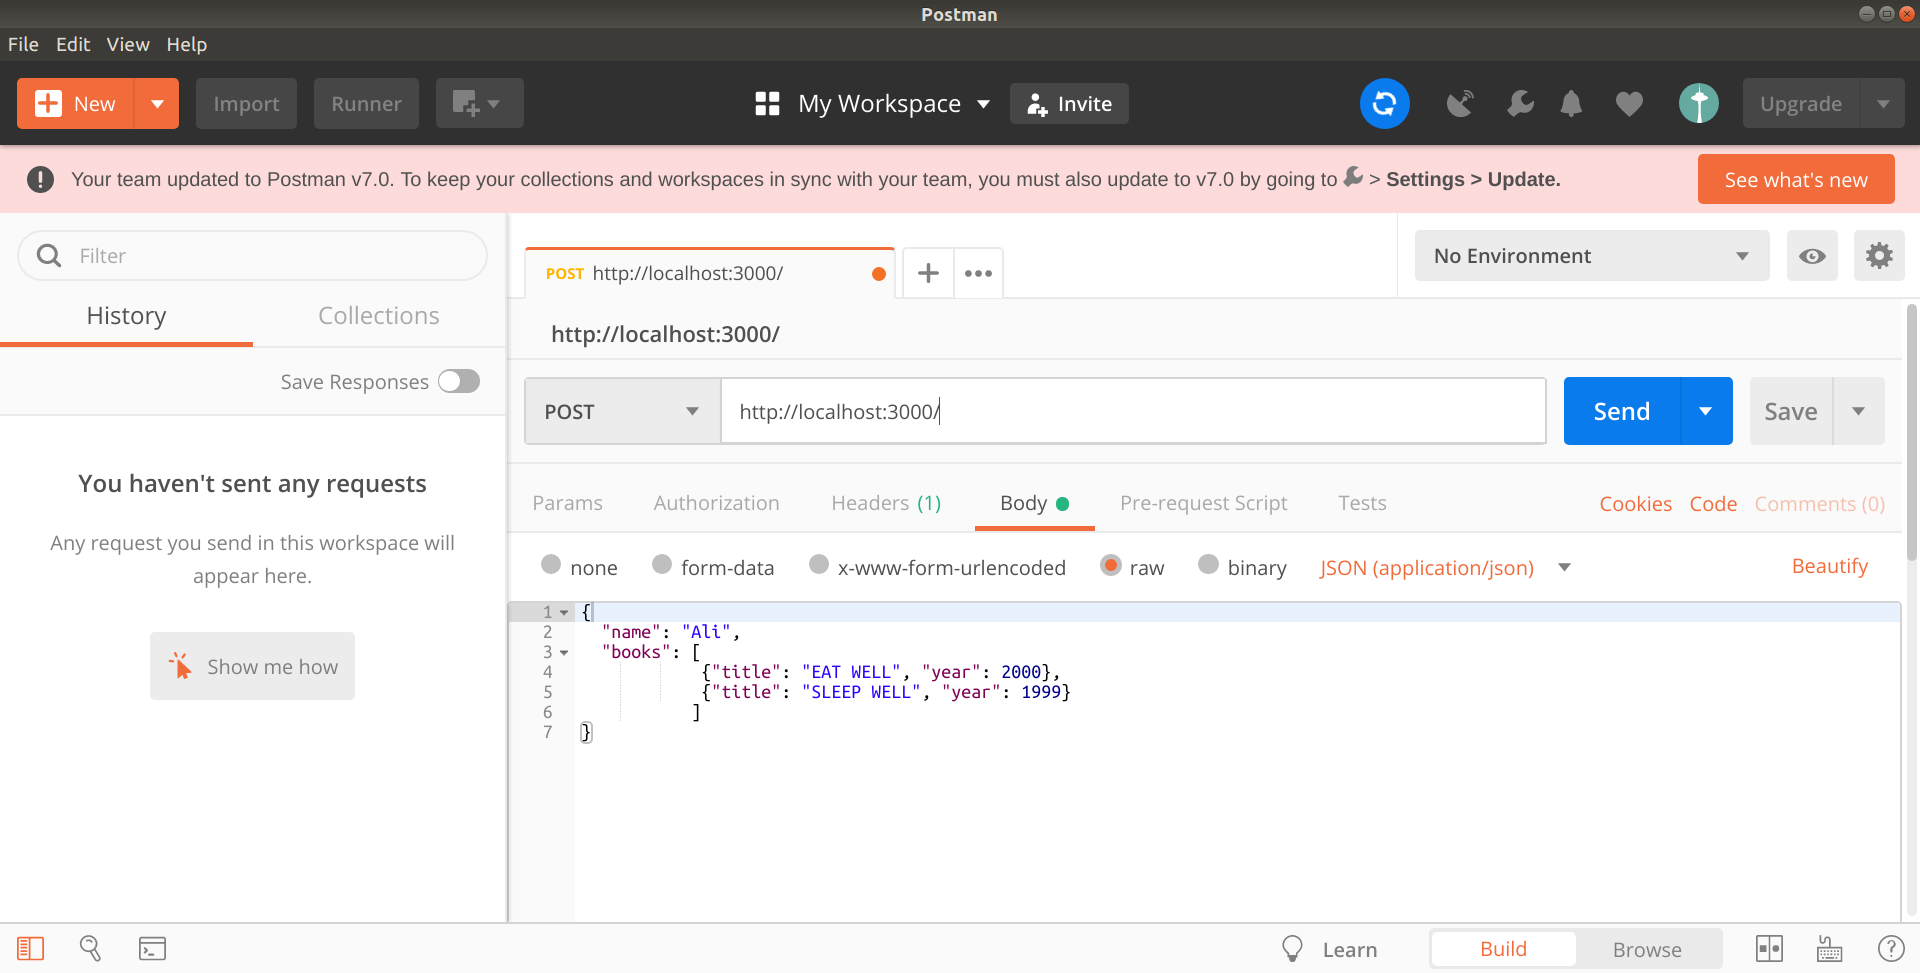 Postman
File Edit View Help
New Import Runner My Workspace Invite Upgrade
Your team updated to Postman v7.0. To keep your collections and workspaces in sync with your team, you must also update to v7.0 by going to > Settings > Update.
See what's new
Filter
History Collections
Save Responses
You haven't sent any requests
Any request you send in this workspace will
appear here.
Show me how
POST http://localhost:3000/
No Environment
http://localhost:3000/
POST http://localhost:3000/ Send Save
Params Authorization Headers (1) Body Pre-request Script Tests Cookies Code Comments (0)
none form-data x-www-form-urlencoded raw binary JSON (application/json) Beautify
1 {
2 "name": "Ali",
3 "books": [
4 {"title": "EAT WELL", "year": 2000},
5 {"title": "SLEEP WELL", "year": 1999}
6 ]
7 }
Learn Build Browse